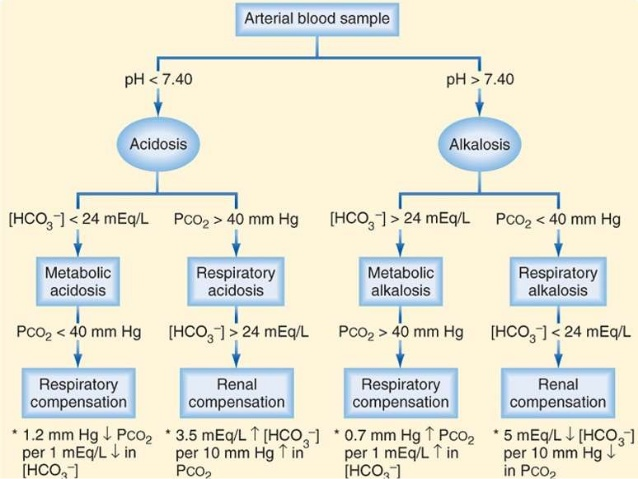 Arterial blood sample
pH < 7.40
pH > 7.40
Acidosis
Alkalosis
[HCO₃⁻] < 24 mEq/L
PCO₂ > 40 mm Hg
[HCO₃⁻] > 24 mEq/L
PCO₂ < 40 mm Hg
Metabolic
acidosis
Respiratory
acidosis
Metabolic
alkalosis
Respiratory
alkalosis
PCO₂ < 40 mm Hg
[HCO₃⁻] > 24 mEq/L
PCO₂ > 40 mm Hg
[HCO₃⁻] < 24 mEq/L
Respiratory
compensation
Renal
compensation
Respiratory
compensation
Renal
compensation
* 1.2 mm Hg ↓ PCO₂
per 1 mEq/L ↓ in
[HCO₃⁻]
* 3.5 mEq/L ↑ [HCO₃⁻]
per 10 mm Hg ↑ in
PCO₂
* 0.7 mm Hg ↑ PCO₂
per 1 mEq/L ↑ in
[HCO₃⁻]
* 5 mEq/L ↓ [HCO₃⁻]
per 10 mm Hg ↓
in PCO₂